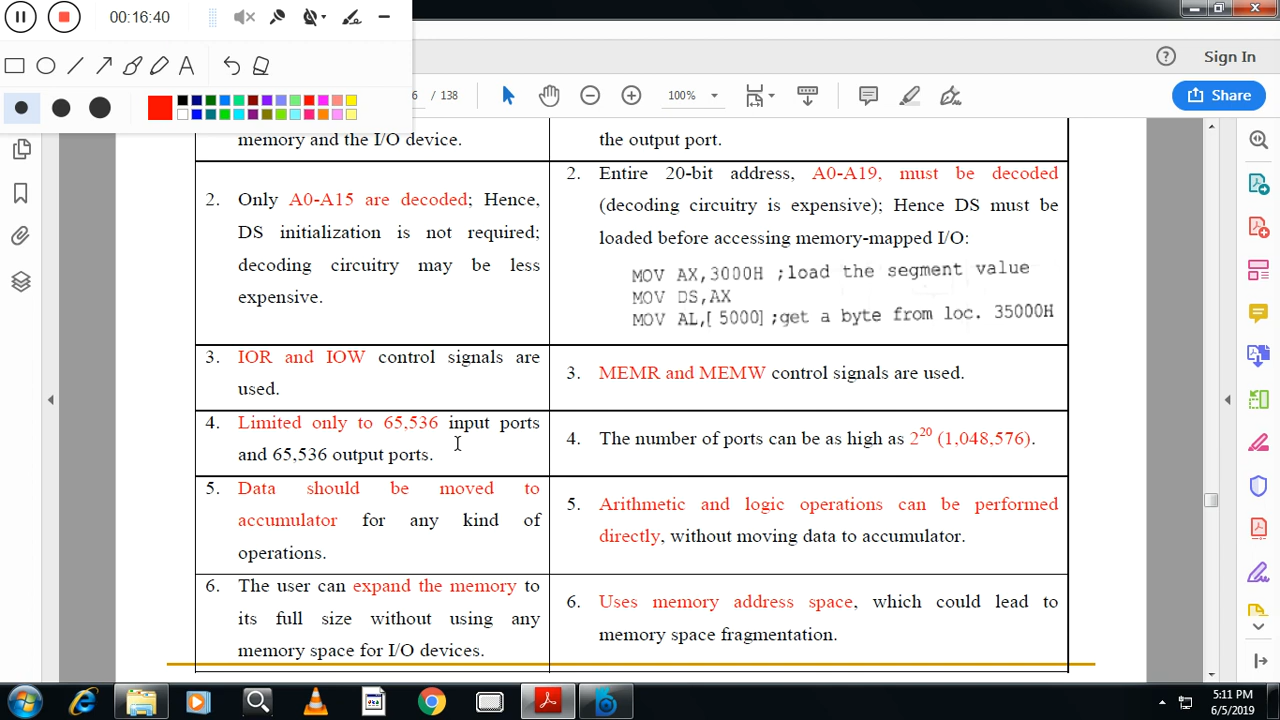 00:16:40
A
Sign In
6 / 138
100%
Share
memory and the I/O device.
the output port.
2. Only A0-A15 are decoded; Hence,
DS initialization is not required;
decoding circuitry may be less
expensive.
2. Entire 20-bit address, A0-A19, must be decoded
(decoding circuitry is expensive); Hence DS must be
loaded before accessing memory-mapped I/O:
MOV AX,3000H ;load the segment value
MOV DS,AX
MOV AL,[5000] ;get a byte from loc. 35000H
3. IOR and IOW control signals are
used.
3. MEMR and MEMW control signals are used.
4. Limited only to 65,536 input ports
and 65,536 output ports.
4. The number of ports can be as high as 2²⁰ (1,048,576).
5. Data should be moved to
accumulator for any kind of
operations.
5. Arithmetic and logic operations can be performed
directly, without moving data to accumulator.
6. The user can expand the memory to
its full size without using any
memory space for I/O devices.
6. Uses memory address space, which could lead to
memory space fragmentation.
5:11 PM
6/5/2019